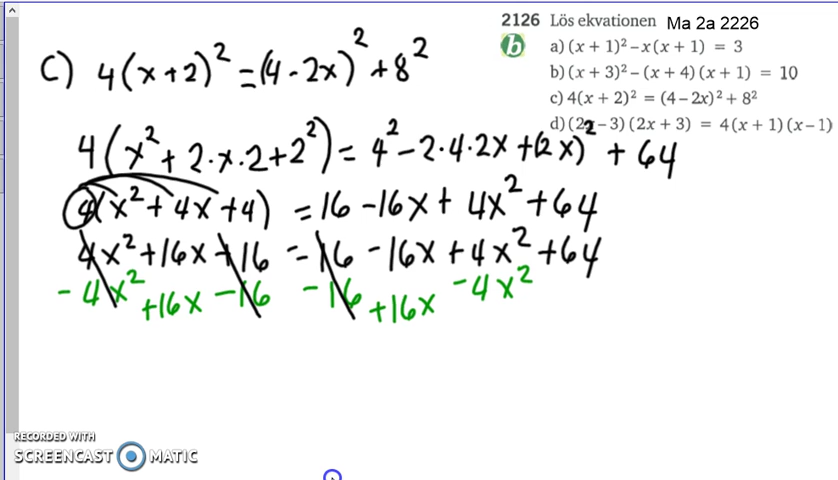 2126 Lös ekvationen Ma 2a 2226
b a) (x + 1)² – x(x + 1) = 3
b) (x + 3)² – (x + 4)(x + 1) = 10
c) 4(x + 2)² = (4 – 2x)² + 8²
d) (2 – 3)(2x + 3) = 4(x + 1)(x – 1)
C) 4(x+2)² = (4-2x)² + 8²
4(x² + 2·x·2 + 2²) = 4² - 2·4·2x + (2x)² + 64
4(x² + 4x + 4) = 16 - 16x + 4x² + 64
4x² + 16x + 16 = 16 - 16x + 4x² + 64
- 4x² + 16x - 16 - 16 + 16x - 4x²
RECORDED WITH
SCREENCAST MATIC